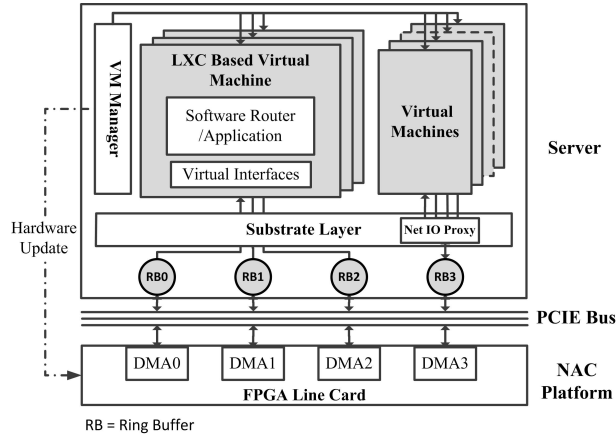 VM Manager
LXC Based Virtual
Machine
Software Router
/Application
Virtual Interfaces
Virtual
Machines
Server
Hardware
Update
Substrate Layer
Net IO Proxy
RB0
RB1
RB2
RB3
PCIE Bus
DMA0
DMA1
DMA2
DMA3
FPGA Line Card
NAC
Platform
RB = Ring Buffer